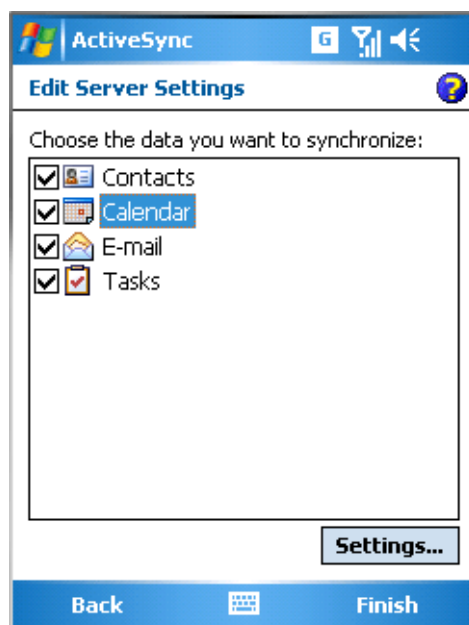 ActiveSync
G
Edit Server Settings
?
Choose the data you want to synchronize:
Contacts
Calendar
E-mail
Tasks
Settings...
Back
Finish